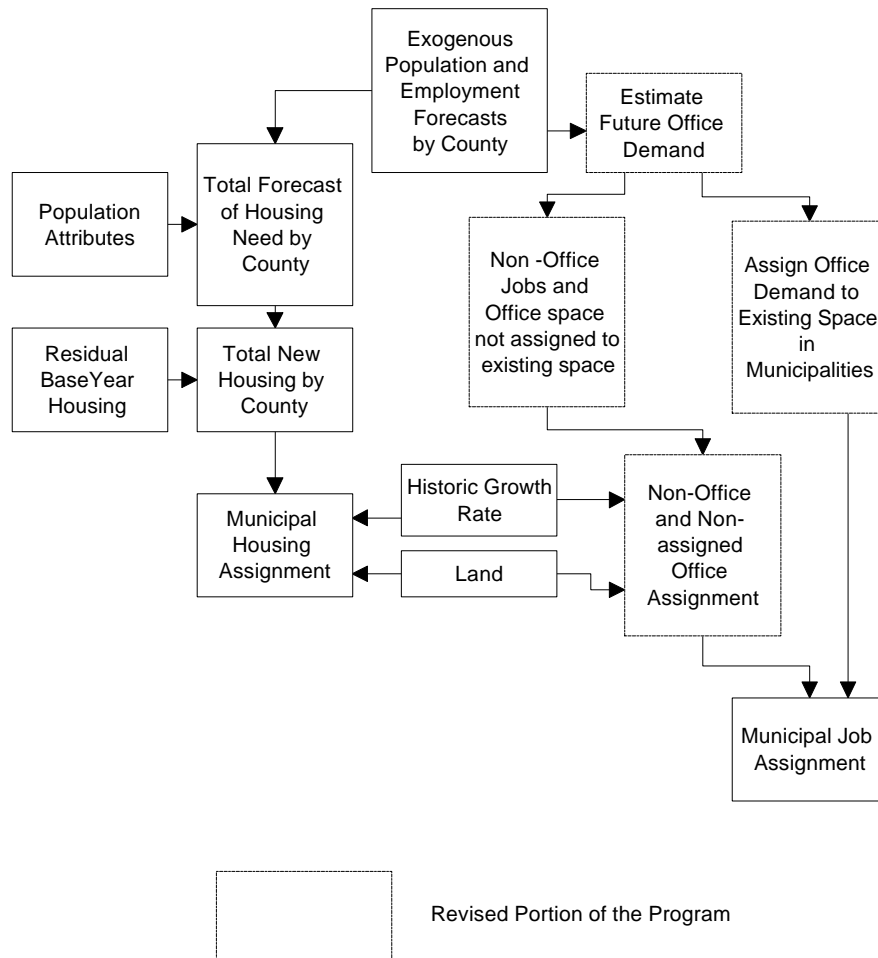 Exogenous
Population and
Employment
Forecasts
by County
Estimate
Future Office
Demand
Total Forecast
of Housing
Need by
County
Population
Attributes
Non -Office
Jobs and
Office space
not assigned to
existing space
Assign Office
Demand to
Existing Space
in
Municipalities
Residual
BaseYear
Housing
Total New
Housing by
County
Municipal
Housing
Assignment
Historic Growth
Rate
Land
Non-Office
and Non-
assigned
Office
Assignment
Municipal Job
Assignment
Revised Portion of the Program